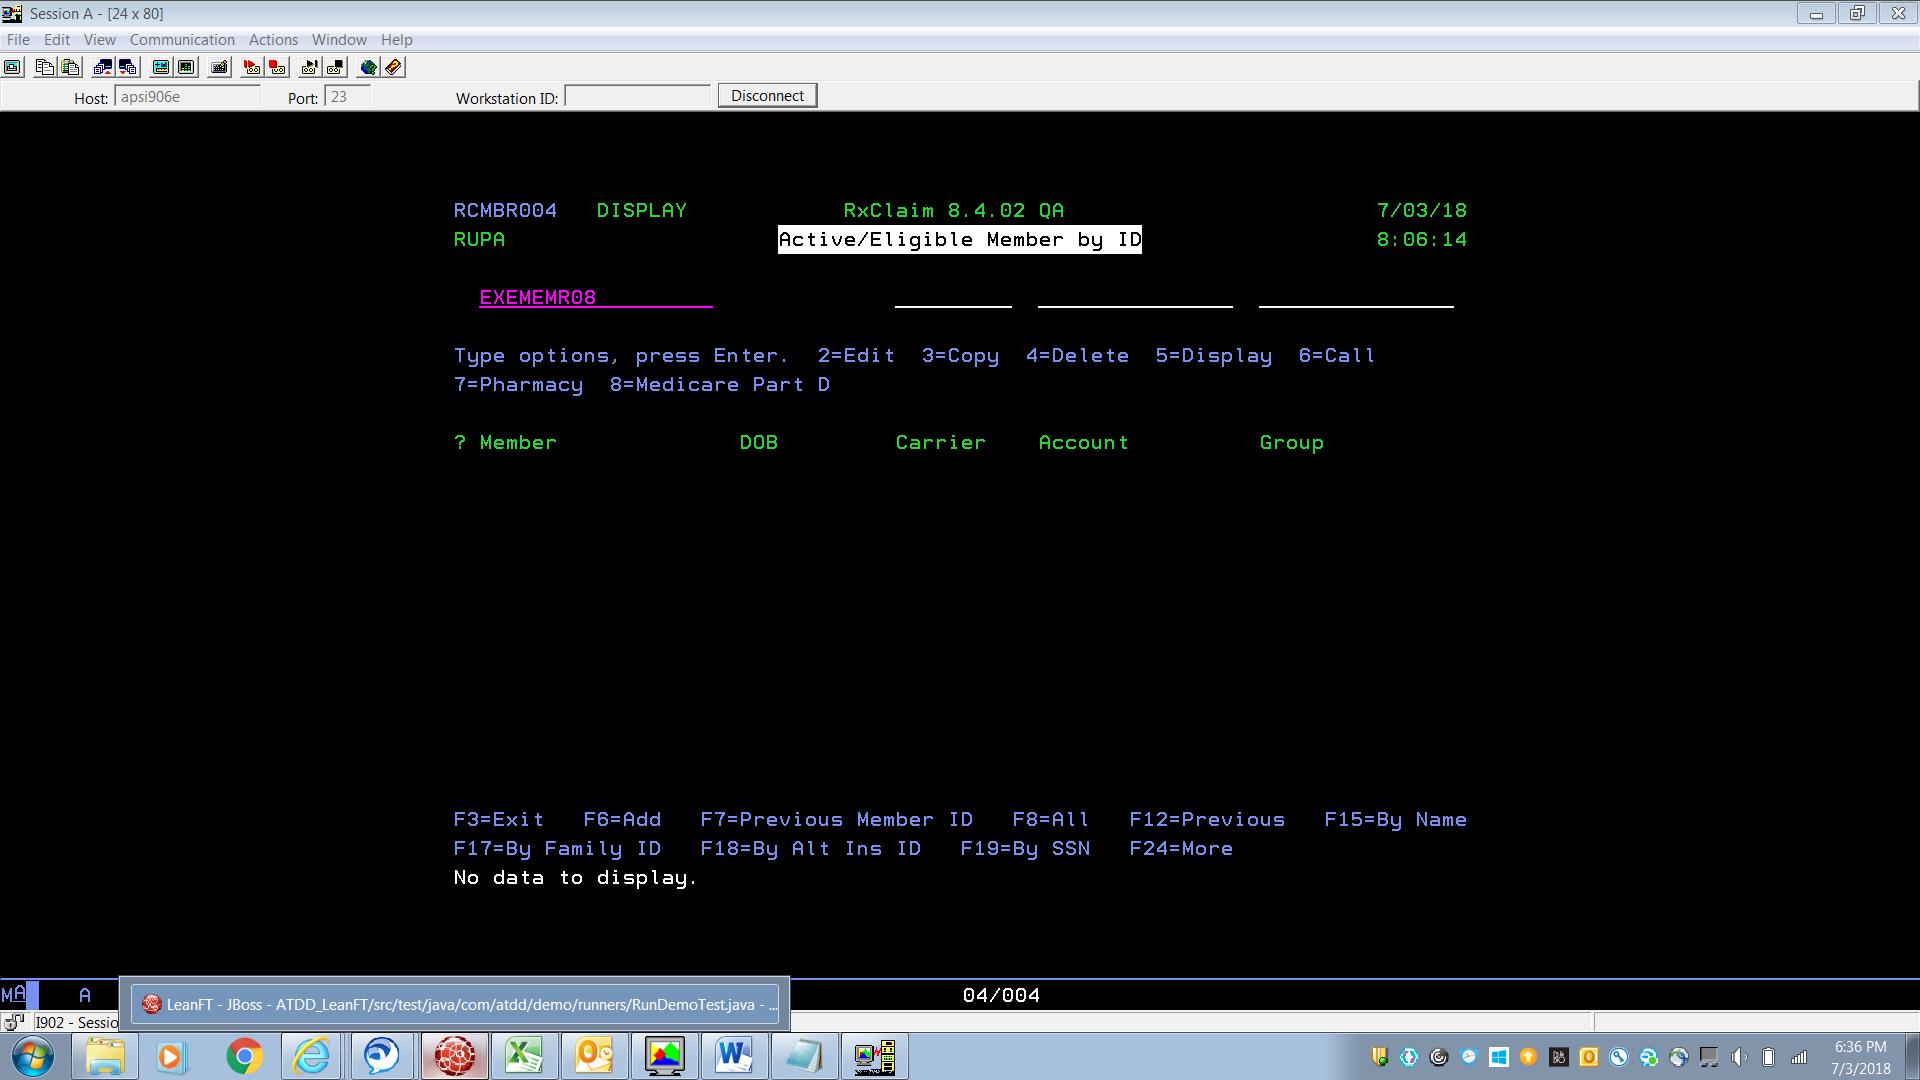 Session A - [24 x 80]
File Edit View Communication Actions Window Help
Host: apsi906e Port: 23 Workstation ID: Disconnect
RCMBR004 DISPLAY RxClaim 8.4.02 QA 7/03/18
RUPA Active/Eligible Member by ID 8:06:14
EXEMEMR08
Type options, press Enter. 2=Edit 3=Copy 4=Delete 5=Display 6=Call
7=Pharmacy 8=Medicare Part D
? Member DOB Carrier Account Group
F3=Exit F6=Add F7=Previous Member ID F8=All F12=Previous F15=By Name
F17=By Family ID F18=By Alt Ins ID F19=By SSN F24=More
No data to display.
MA A 04/004
LeanFT - JBoss - ATDD_LeanFT/src/test/java/com/atdd/demo/runners/RunDemoTest.java - ...
I902 - Sessio
6:36 PM
7/3/2018